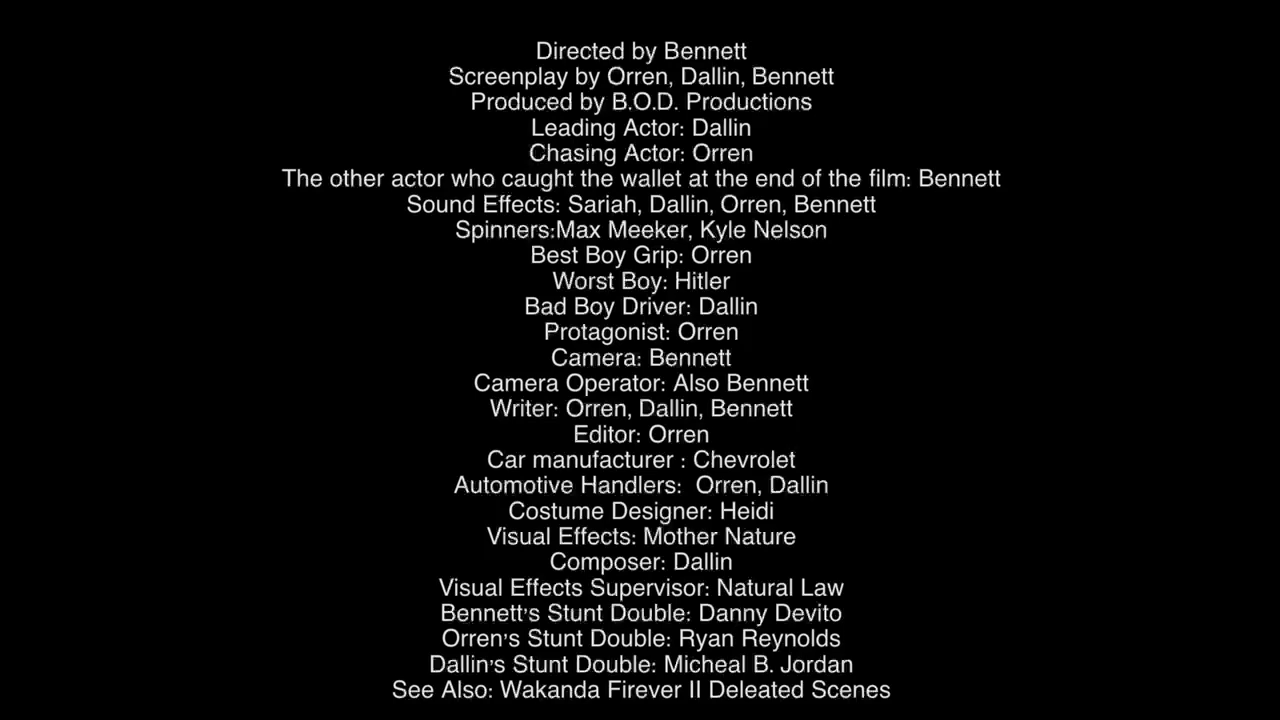 Directed by Bennett
Screenplay by Orren, Dallin, Bennett
Produced by B.O.D. Productions
Leading Actor: Dallin
Chasing Actor: Orren
The other actor who caught the wallet at the end of the film: Bennett
Sound Effects: Sariah, Dallin, Orren, Bennett
Spinners:Max Meeker, Kyle Nelson
Best Boy Grip: Orren
Worst Boy: Hitler
Bad Boy Driver: Dallin
Protagonist: Orren
Camera: Bennett
Camera Operator: Also Bennett
Writer: Orren, Dallin, Bennett
Editor: Orren
Car manufacturer : Chevrolet
Automotive Handlers:  Orren, Dallin
Costume Designer: Heidi
Visual Effects: Mother Nature
Composer: Dallin
Visual Effects Supervisor: Natural Law
Bennett's Stunt Double: Danny Devito
Orren's Stunt Double: Ryan Reynolds
Dallin's Stunt Double: Micheal B. Jordan
See Also: Wakanda Firever II Deleated Scenes